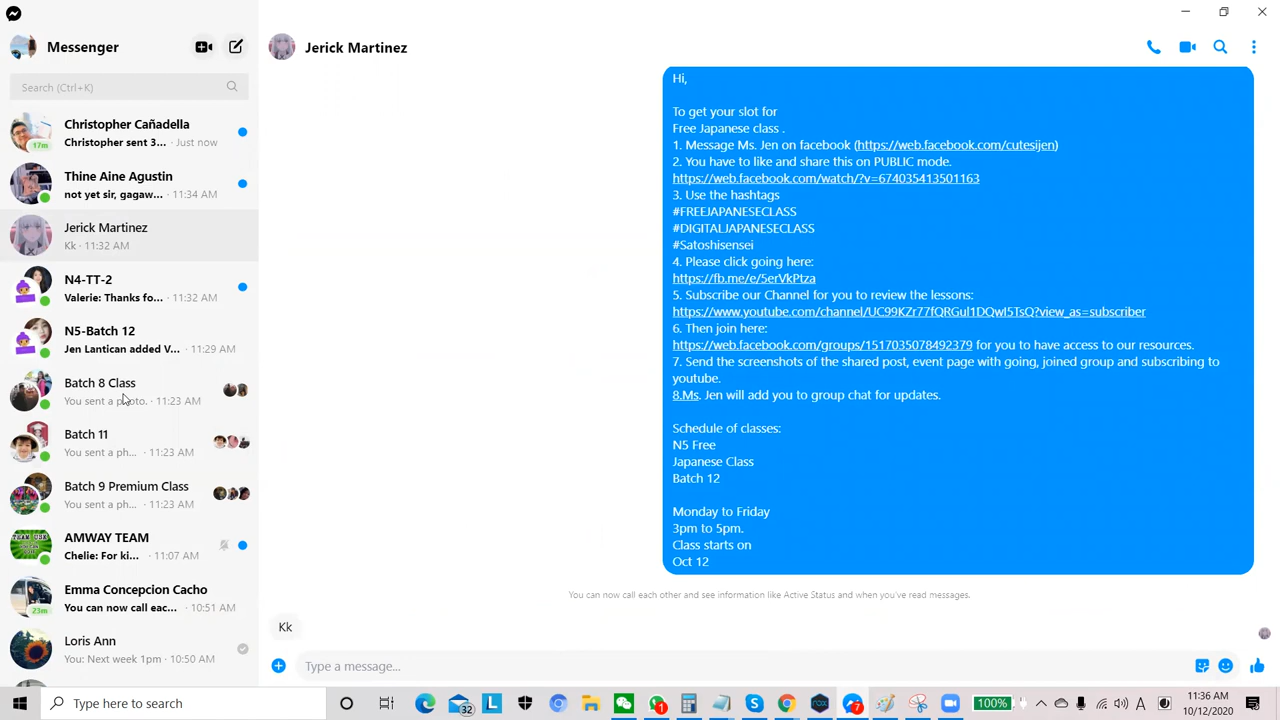 Messenger
Search (Ctrl+K)
Christopher Cañadella
Christopher sent 3... · Just now
17m
Thine Aine Agustin
not yet sir, gagaw... · 11:34 AM
Jerick Martinez
Kk · 11:32 AM
N4-TT-2
Valerie: Thanks fo... · 11:32 AM
N5-Batch 12
Jen Lantican added V... · 11:29 AM
Batch 8 Class
You sent a photo. · 11:23 AM
Batch 11
You sent a ph... · 11:23 AM
Batch 9 Premium Class
You sent a ph... · 11:23 AM
AMWAY TEAM
Chelie: For ki... · 11:07 AM
Emma Concepcion Cacho
You can now call eac... · 10:51 AM
23m
Loris Ann
You: Next week 1pm · 10:50 AM
Jerick Martinez
Hi,
To get your slot for
Free Japanese class .
1. Message Ms. Jen on facebook (https://web.facebook.com/cutesijen)
2. You have to like and share this on PUBLIC mode.
https://web.facebook.com/watch/?v=674035413501163
3. Use the hashtags
#FREEJAPANESECLASS
#DIGITALJAPANESECLASS
#Satoshisensei
4. Please click going here:
https://fb.me/e/5erVkPtza
5. Subscribe our Channel for you to review the lessons:
https://www.youtube.com/channel/UC99KZr77fQRGul1DQwI5TsQ?view_as=subscriber
6. Then join here:
https://web.facebook.com/groups/1517035078492379 for you to have access to our resources.
7. Send the screenshots of the shared post, event page with going, joined group and subscribing to
youtube.
8.Ms. Jen will add you to group chat for updates.
Schedule of classes:
N5 Free
Japanese Class
Batch 12
Monday to Friday
3pm to 5pm.
Class starts on
Oct 12
You can now call each other and see information like Active Status and when you've read messages.
Kk
Type a message...
Type here to search
32
L
1
rox
7
100%
A
11:36 AM
10/12/2020